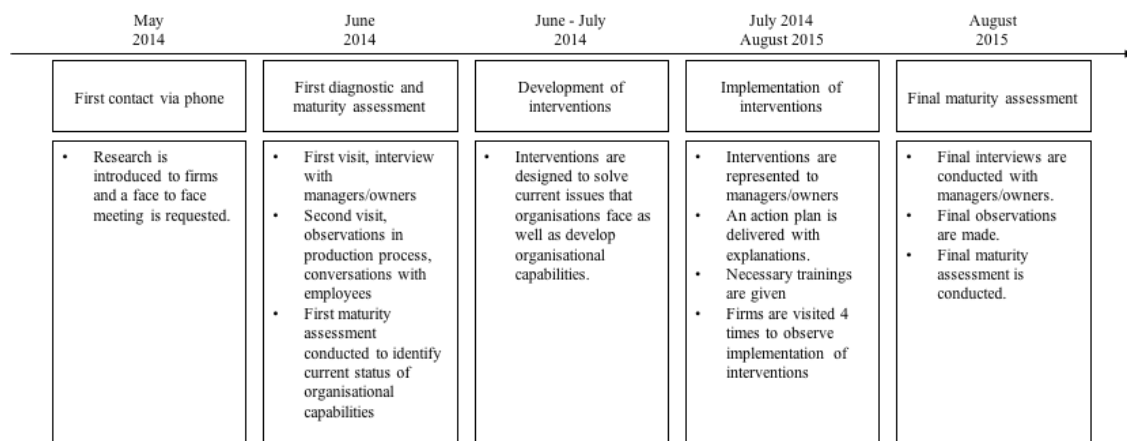 May
2014
June
2014
June - July
2014
July 2014
August 2015
August
2015
First contact via phone
First diagnostic and
maturity assessment
Development of
interventions
Implementation of
interventions
Final maturity assessment
• Research is
introduced to firms
and a face to face
meeting is requested.
• First visit, interview
with
managers/owners
• Second visit,
observations in
production process,
conversations with
employees
• First maturity
assessment
conducted to identify
current status of
organisational
capabilities
• Interventions are
designed to solve
current issues that
organisations face as
well as develop
organisational
capabilities.
• Interventions are
represented to
managers/owners
• An action plan is
delivered with
explanations.
• Necessary trainings
are given
• Firms are visited 4
times to observe
implementation of
interventions
• Final interviews are
conducted with
managers/owners.
• Final observations
are made.
• Final maturity
assessment is
conducted.